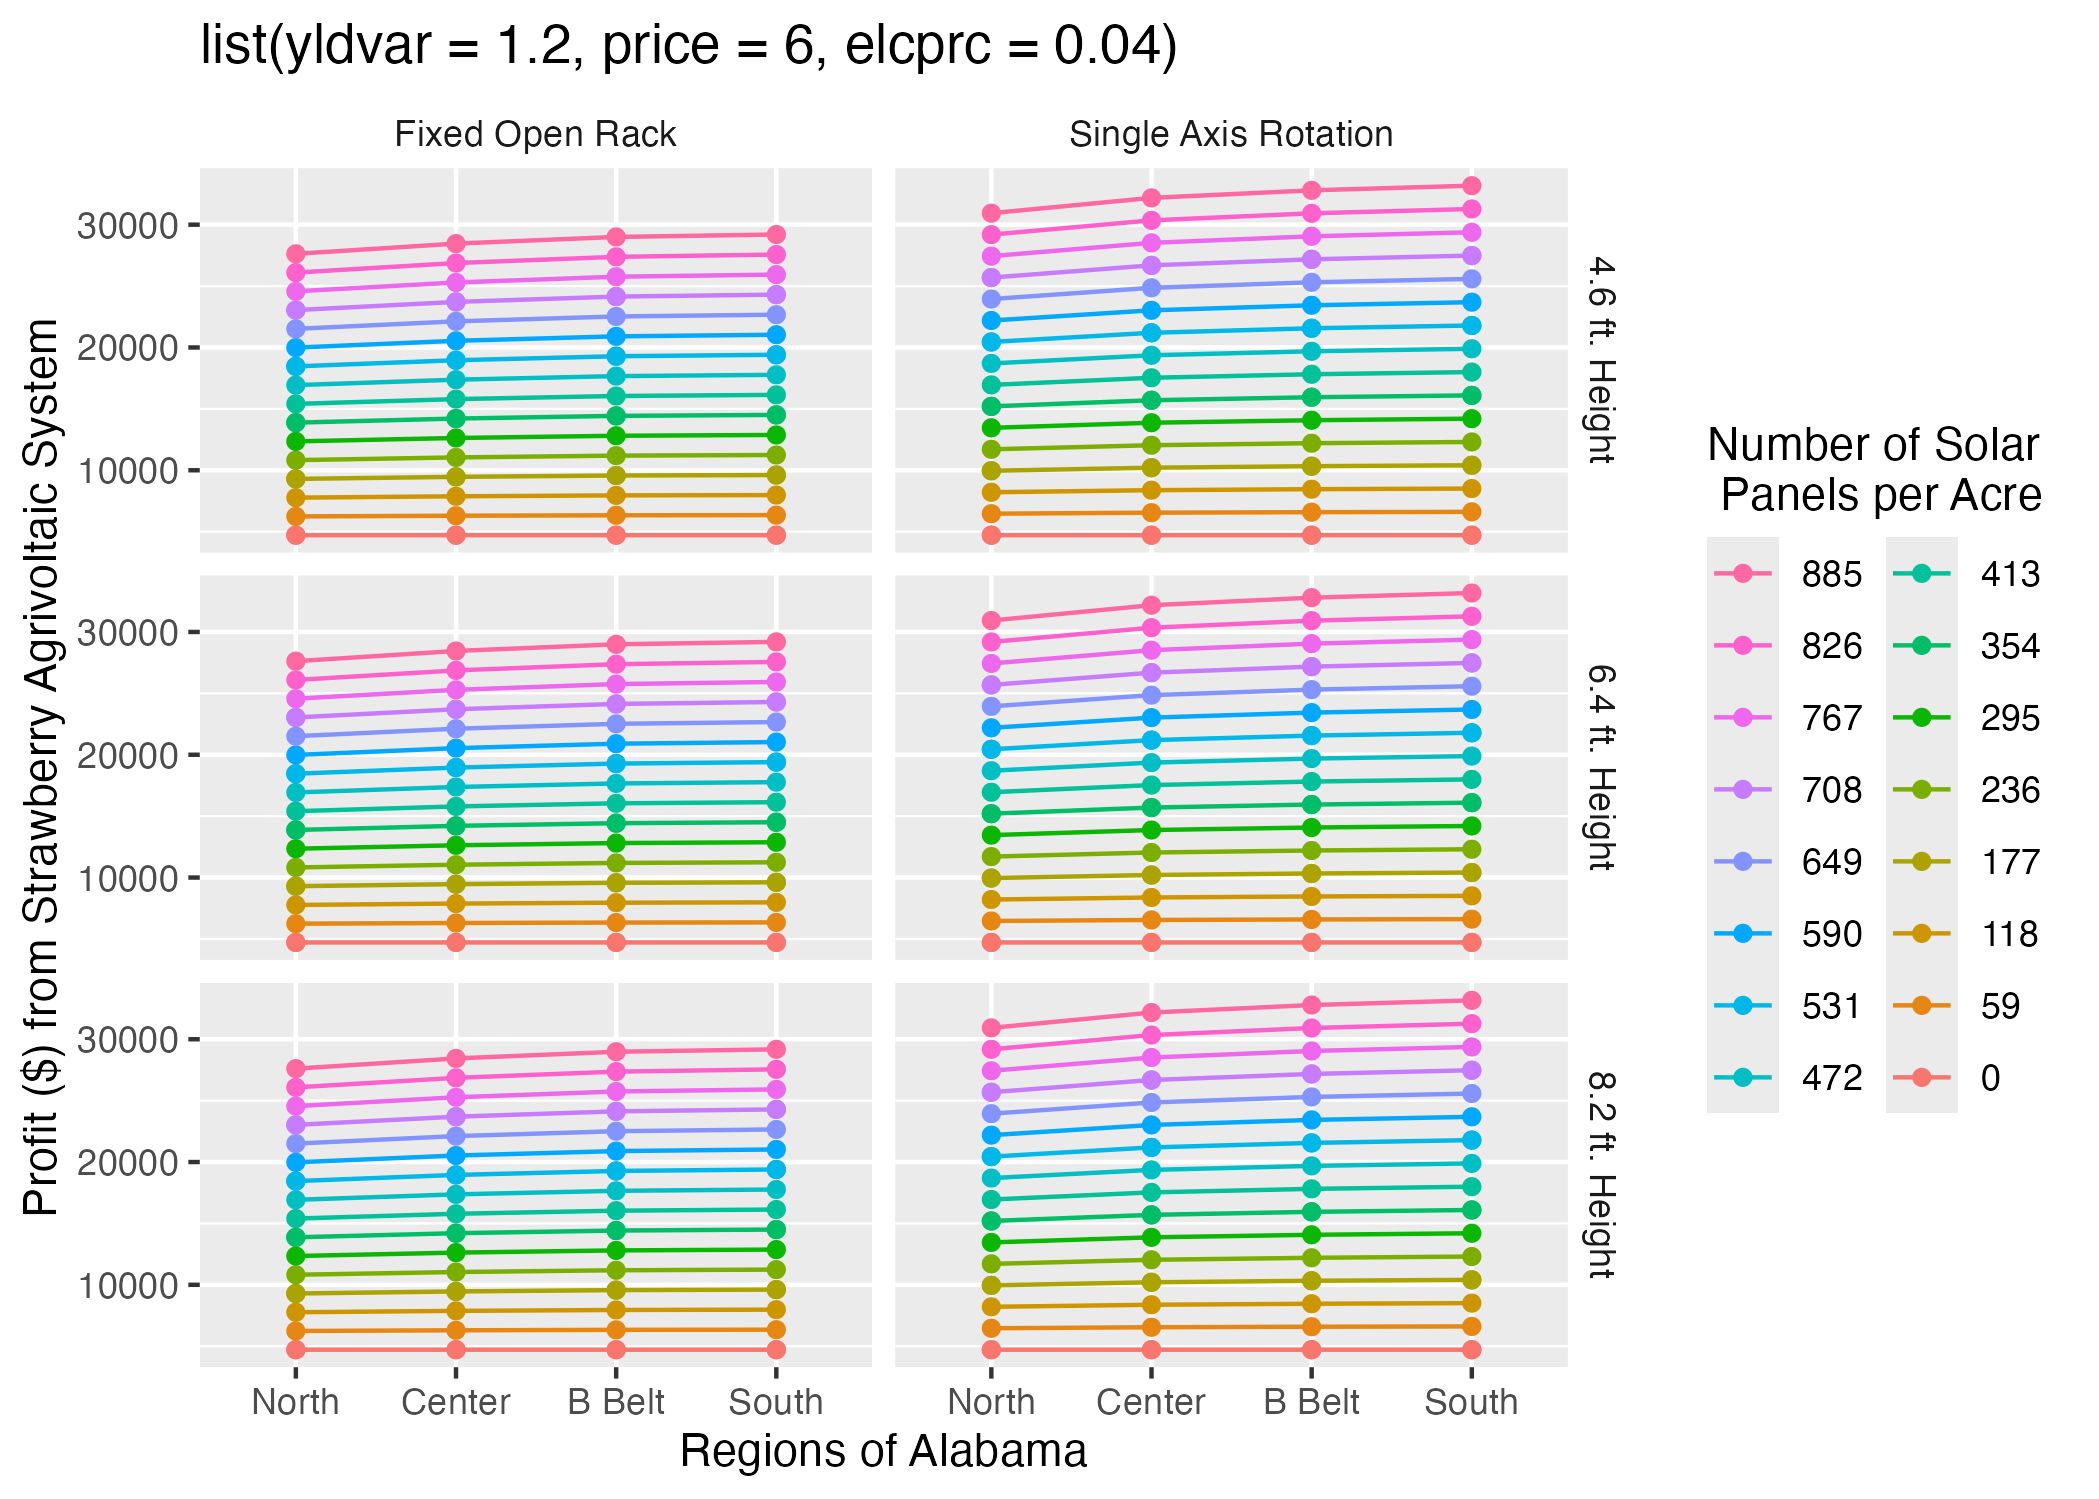 list(yldvar = 1.2, price = 6, elcprc = 0.04)
Fixed Open Rack
Single Axis Rotation
Profit ($) from Strawberry Agrivoltaic System
30000
20000
10000
4.6 ft. Height
30000
20000
10000
6.4 ft. Height
30000
20000
10000
8.2 ft. Height
North Center B Belt South
North Center B Belt South
Regions of Alabama
Number of Solar
Panels per Acre
885 413
826 354
767 295
708 236
649 177
590 118
531 59
472 0